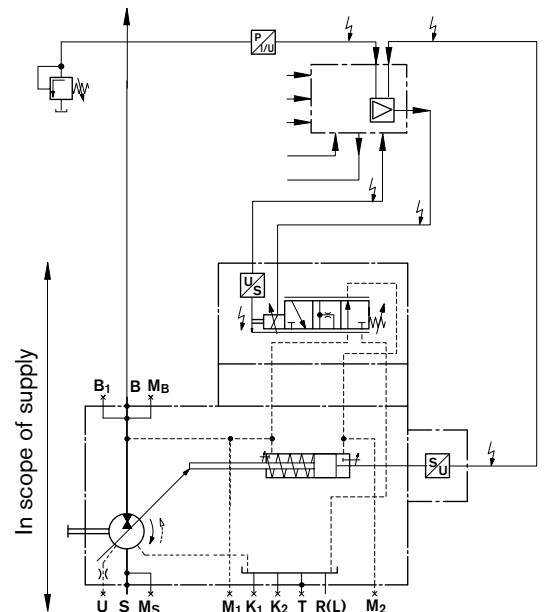 P
I/U
U
S
In scope of supply
B1 B MB
S
U
U S MS M1 K1 K2 T R(L) M2